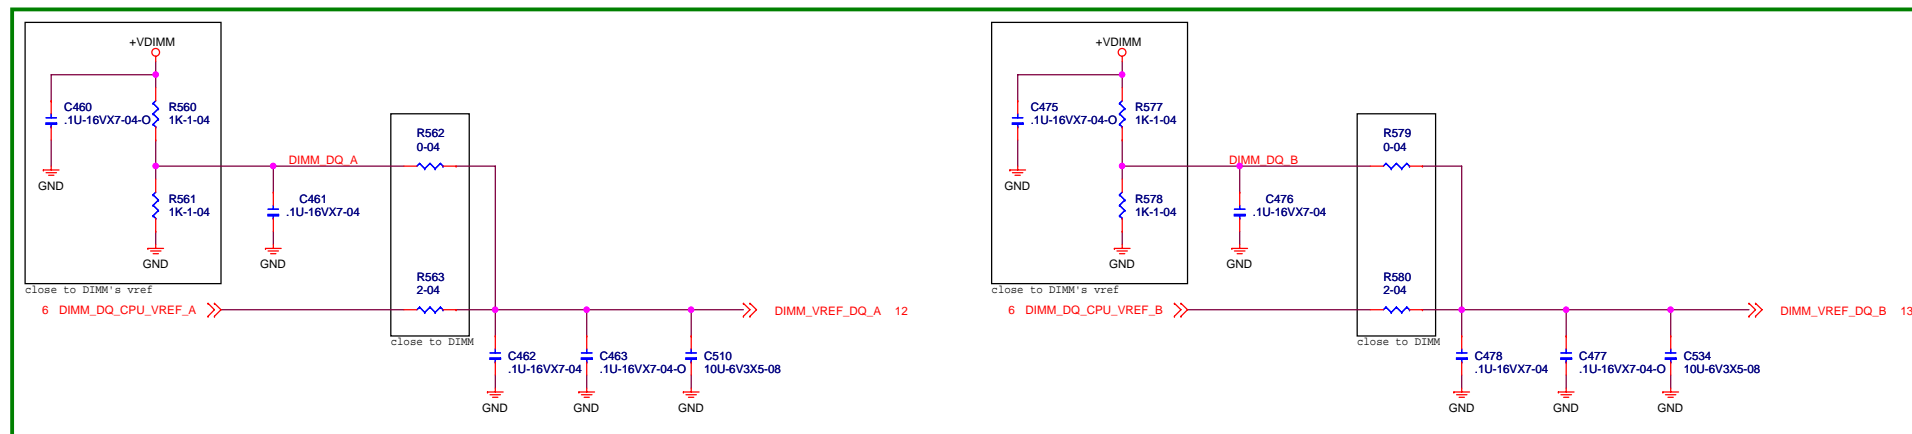 +VDIMM
C460
.1U-16VX7-04-O
R560
1K-1-04
GND
R561
1K-1-04
GND
close to DIMM's vref
DIMM_DQ_A
C461
.1U-16VX7-04
GND
R562
0-04
R563
2-04
close to DIMM
6 DIMM_DQ_CPU_VREF_A
DIMM_VREF_DQ_A 12
C462
.1U-16VX7-04
GND
C463
.1U-16VX7-04-O
GND
C510
10U-6V3X5-08
GND
+VDIMM
C475
.1U-16VX7-04-O
R577
1K-1-04
GND
R578
1K-1-04
GND
close to DIMM's vref
DIMM_DQ_B
C476
.1U-16VX7-04
GND
R579
0-04
R580
2-04
close to DIMM
6 DIMM_DQ_CPU_VREF_B
DIMM_VREF_DQ_B 13
C478
.1U-16VX7-04
GND
C477
.1U-16VX7-04-O
GND
C534
10U-6V3X5-08
GND